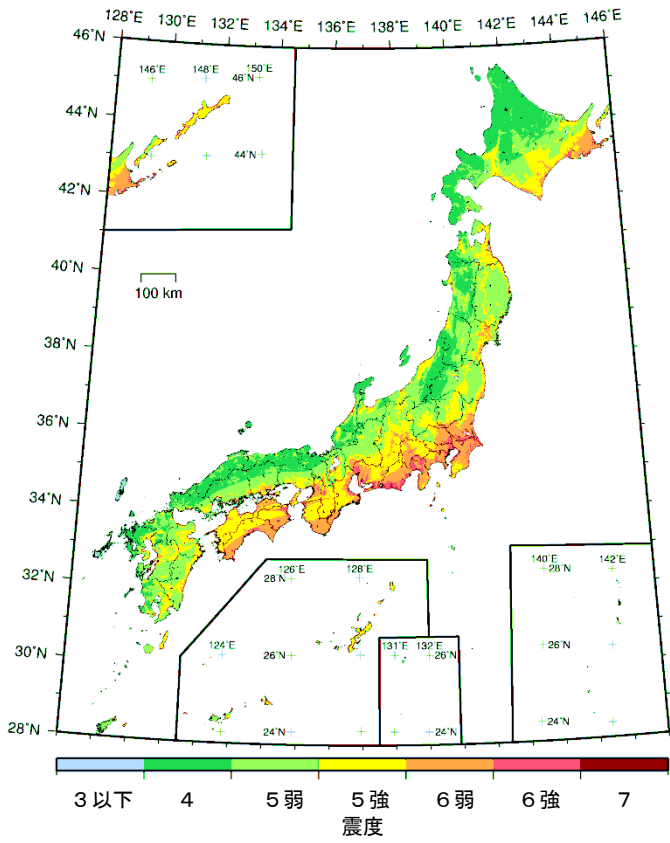 128°E 130°E 132°E 134°E 136°E 138°E 140°E 142°E 144°E 146°E
46°N
146°E 148°E 150°E
46°N
44°N
44°N
42°N
40°N
100 km
38°N
36°N
34°N
32°N
126°E 128°E
28°N
140°E 142°E
28°N
30°N
124°E
26°N
131°E 132°E
26°N
26°N
28°N
24°N
24°N
24°N
3以下 4 5弱 5強 6弱 6強 7
震度